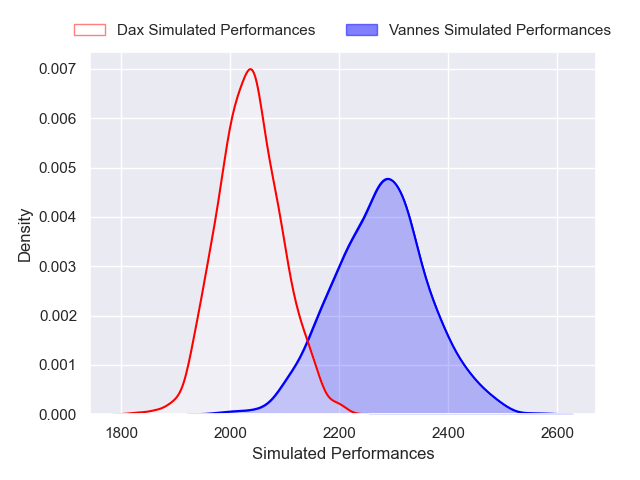 Dax Simulated Performances Vannes Simulated Performances
0.007
0.006
0.005
0.004
0.003
0.002
0.001
0.000
Density
1800 2000 2200 2400 2600
Simulated Performances